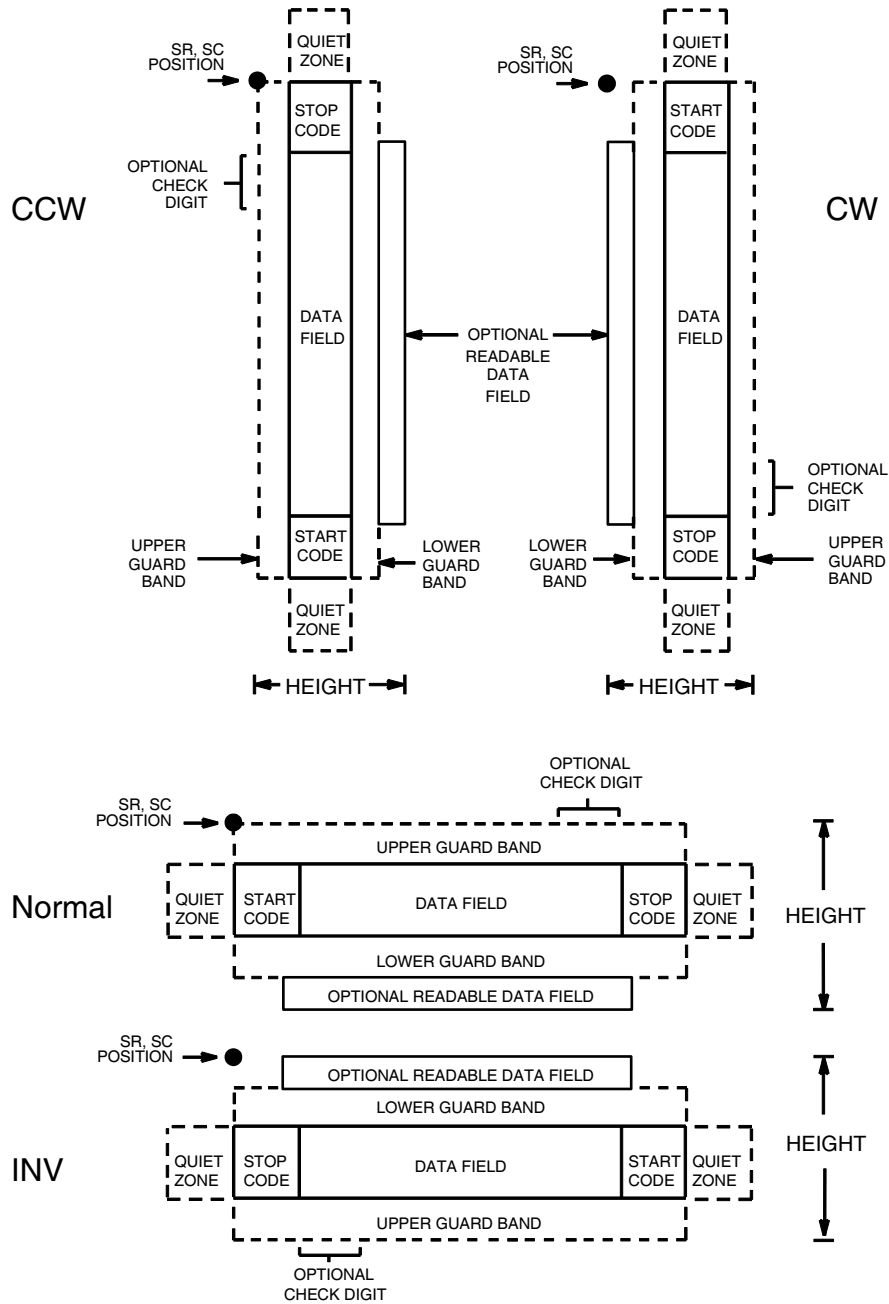 QUIET
ZONE
SR, SC
POSITION
STOP
CODE
OPTIONAL
CHECK
DIGIT
CCW
DATA
FIELD
START
CODE
UPPER
GUARD
BAND
LOWER
GUARD
BAND
QUIET
ZONE
HEIGHT
OPTIONAL
READABLE
DATA
FIELD
QUIET
ZONE
SR, SC
POSITION
START
CODE
CW
DATA
FIELD
OPTIONAL
CHECK
DIGIT
STOP
CODE
LOWER
GUARD
BAND
UPPER
GUARD
BAND
QUIET
ZONE
HEIGHT
OPTIONAL
CHECK DIGIT
SR, SC
POSITION
UPPER GUARD BAND
Normal
QUIET
ZONE
START
CODE
DATA FIELD
STOP
CODE
QUIET
ZONE
HEIGHT
LOWER GUARD BAND
OPTIONAL READABLE DATA FIELD
SR, SC
POSITION
OPTIONAL READABLE DATA FIELD
LOWER GUARD BAND
INV
QUIET
ZONE
STOP
CODE
DATA FIELD
START
CODE
QUIET
ZONE
HEIGHT
UPPER GUARD BAND
OPTIONAL
CHECK DIGIT